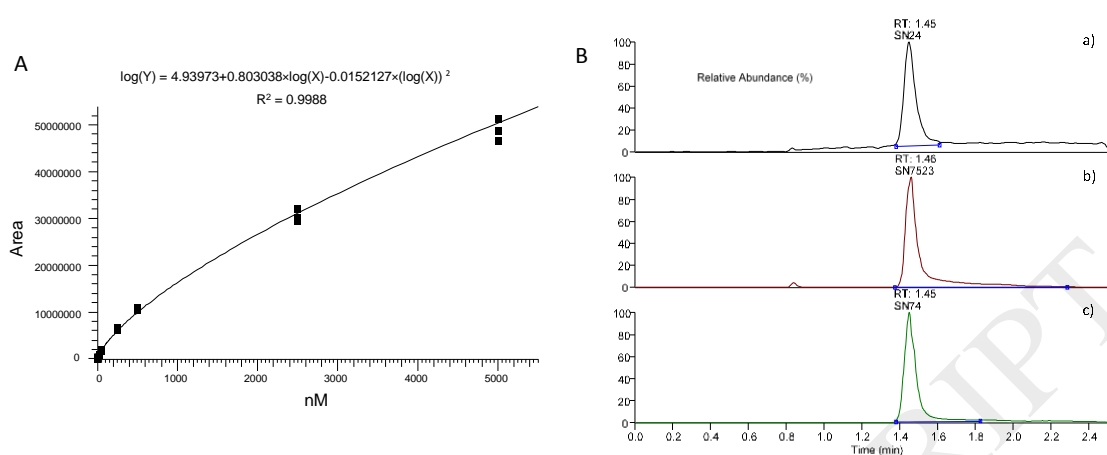 A
log(Y) = 4.93973+0.803038×log(X)-0.0152127×(log(X)) 2
R2 = 0.9988
50000000
40000000
30000000
20000000
10000000
0
Area
0 1000 2000 3000 4000 5000
nM
B
RT: 1.45
SN24
a)
100
80
60
40
20
0
Relative Abundance (%)
RT: 1.46
SN7523
b)
100
80
60
40
20
0
RT: 1.45
SN74
c)
100
80
60
40
20
0
0.0 0.2 0.4 0.6 0.8 1.0 1.2 1.4 1.6 1.8 2.0 2.2 2.4
Time (min)
RIPT